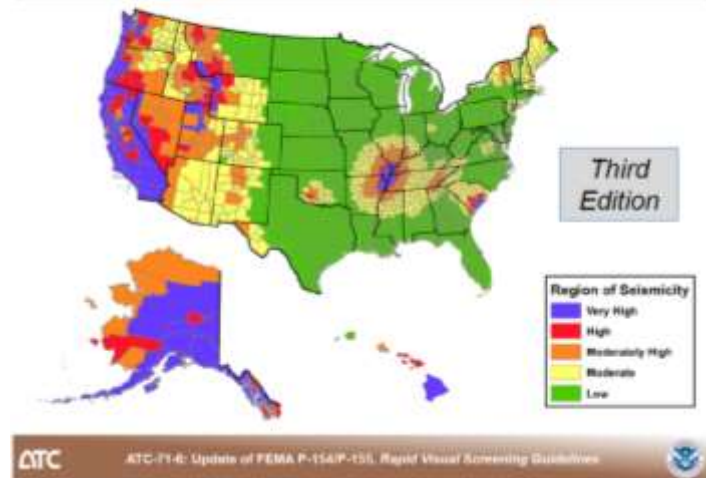 Third
Edition
Region of Seismicity
Very High
High
Moderately High
Moderate
Low
ATC
ATC-71-6: Update of FEMA P-154/P-155, Rapid Visual Screening Guidelines